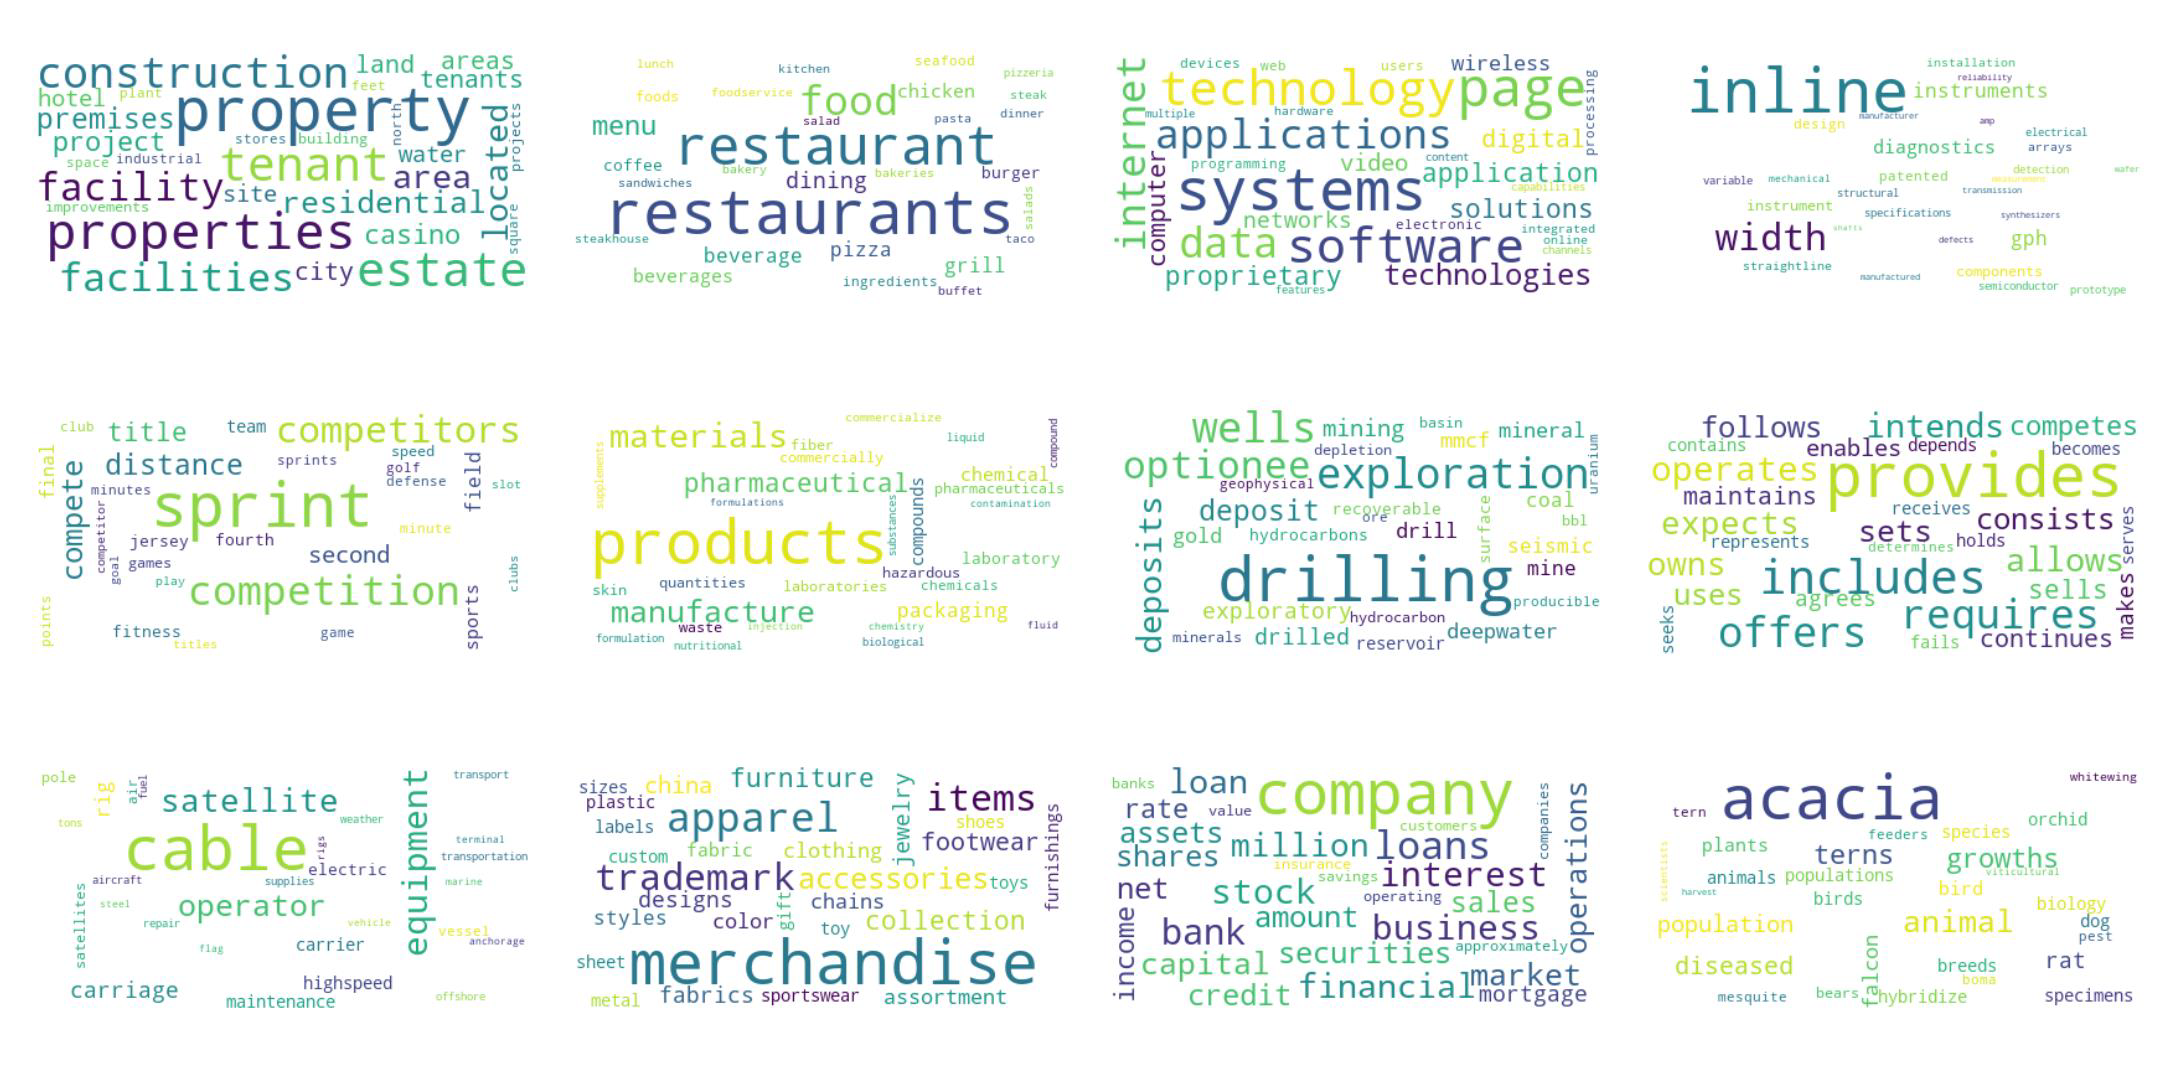 construction land areas
hotel plant feet tenants
premises property north
project stores building
space industrial tenant water located projects
facility site area
improvements residential
properties casino square
facilities city estate
lunch kitchen seafood pizzeria
foods foodservice food chicken steak
menu salad pasta dinner
restaurant
coffee bakery dining bakeries burger
sandwiches
restaurants salads
steakhouse taco
beverage pizza
beverages grill
ingredients buffet
devices web users wireless
internet technology page processing
multiple hardware
applications digital
computer programming video content application
systems capabilities
networks electronic solutions
data software integrated
online
channels
proprietary technologies
features
installation
inline reliability
instruments
design manufacturer amp
electrical
diagnostics arrays
detection wafer
variable mechanical patented measurement
structural transmission
instrument specifications synthesizers
width shafts defects gph
straightline components
manufactured semiconductor prototype
club title team competitors
final distance sprints speed
golf
defense field slot
compete minutes sprint
competitor minute
jersey fourth
goal games second
play competition clubs
points fitness game sports
titles
commercialize
supplements materials fiber liquid compound
commercially
pharmaceutical chemical
pharmaceuticals
formulations contamination
products substances compounds
laboratory
hazardous
skin quantities laboratories chemicals
manufacture packaging
waste injection chemistry fluid
formulation nutritional biological
wells mining basin mineral
depletion mmcf
optionee exploration uranium
geophysical
deposits deposit recoverable surface coal
ore bbl
gold hydrocarbons drill seismic
drilling mine
exploratory hydrocarbon producible
minerals drilled reservoir deepwater
follows intends competes
contains enables depends becomes
operates provides
maintains receives consists
expects sets
represents determines holds serves
owns includes allows
uses agrees sells
seeks offers requires makes
fails continues
pole rig air fuel satellite equipment transport
tons weather
cable rigs terminal
electric transportation
aircraft supplies marine
satellites steel operator
repair vehicle vessel
flag carrier anchorage
carriage highspeed
maintenance offshore
sizes china furniture jewelry items
plastic apparel shoes
labels footwear furnishings
custom fabric clothing
trademark accessories toys
designs gift chains
styles color toy collection
sheet merchandise
metal fabrics sportswear assortment
banks loan company companies operations
rate value
assets customers
shares million loans
insurance
net savings interest
stock operating sales
income amount
bank business
capital securities approximately
credit financial market
mortgage
acacia whitewing
tern orchid
feeders species
scientists plants terns growths
animals populations viticultural
harvest birds bird biology
population animal dog
pest
diseased falcon breeds rat
boma
mesquite bears hybridize specimens